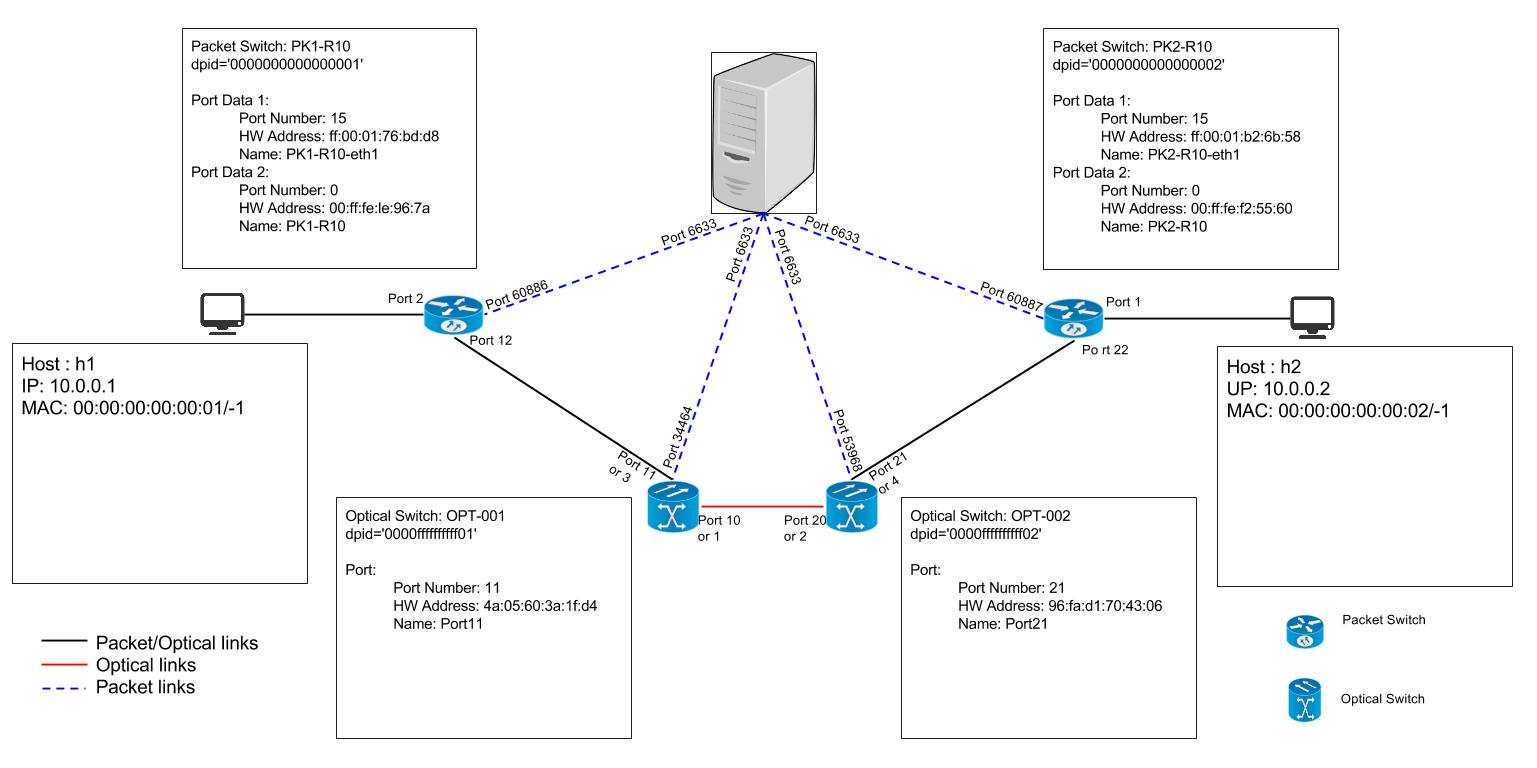 Packet Switch: PK1-R10
dpid='0000000000000001'
Port Data 1:
Port Number: 15
HW Address: ff:00:01:76:bd:d8
Name: PK1-R10-eth1
Port Data 2:
Port Number: 0
HW Address: 00:ff:fe:le:96:7a
Name: PK1-R10
Packet Switch: PK2-R10
dpid='0000000000000002'
Port Data 1:
Port Number: 15
HW Address: ff:00:01:b2:6b:58
Name: PK2-R10-eth1
Port Data 2:
Port Number: 0
HW Address: 00:ff:fe:f2:55:60
Name: PK2-R10
Port 6633
Port 6633
Port 6633
Port 6633
Port 2
Port 60886
Port 12
Port 60887
Port 1
Po rt 22
Host : h1
IP: 10.0.0.1
MAC: 00:00:00:00:00:01/-1
Host : h2
UP: 10.0.0.2
MAC: 00:00:00:00:00:02/-1
Port 34464
Port 53968
Port 11
or 3
Port 21
or 4
Port 10
or 1
Port 20
or 2
Optical Switch: OPT-001
dpid='0000ffffffffff01'
Port:
Port Number: 11
HW Address: 4a:05:60:3a:1f:d4
Name: Port11
Optical Switch: OPT-002
dpid='0000ffffffffff02'
Port:
Port Number: 21
HW Address: 96:fa:d1:70:43:06
Name: Port21
Packet/Optical links
Optical links
Packet links
Packet Switch
Optical Switch